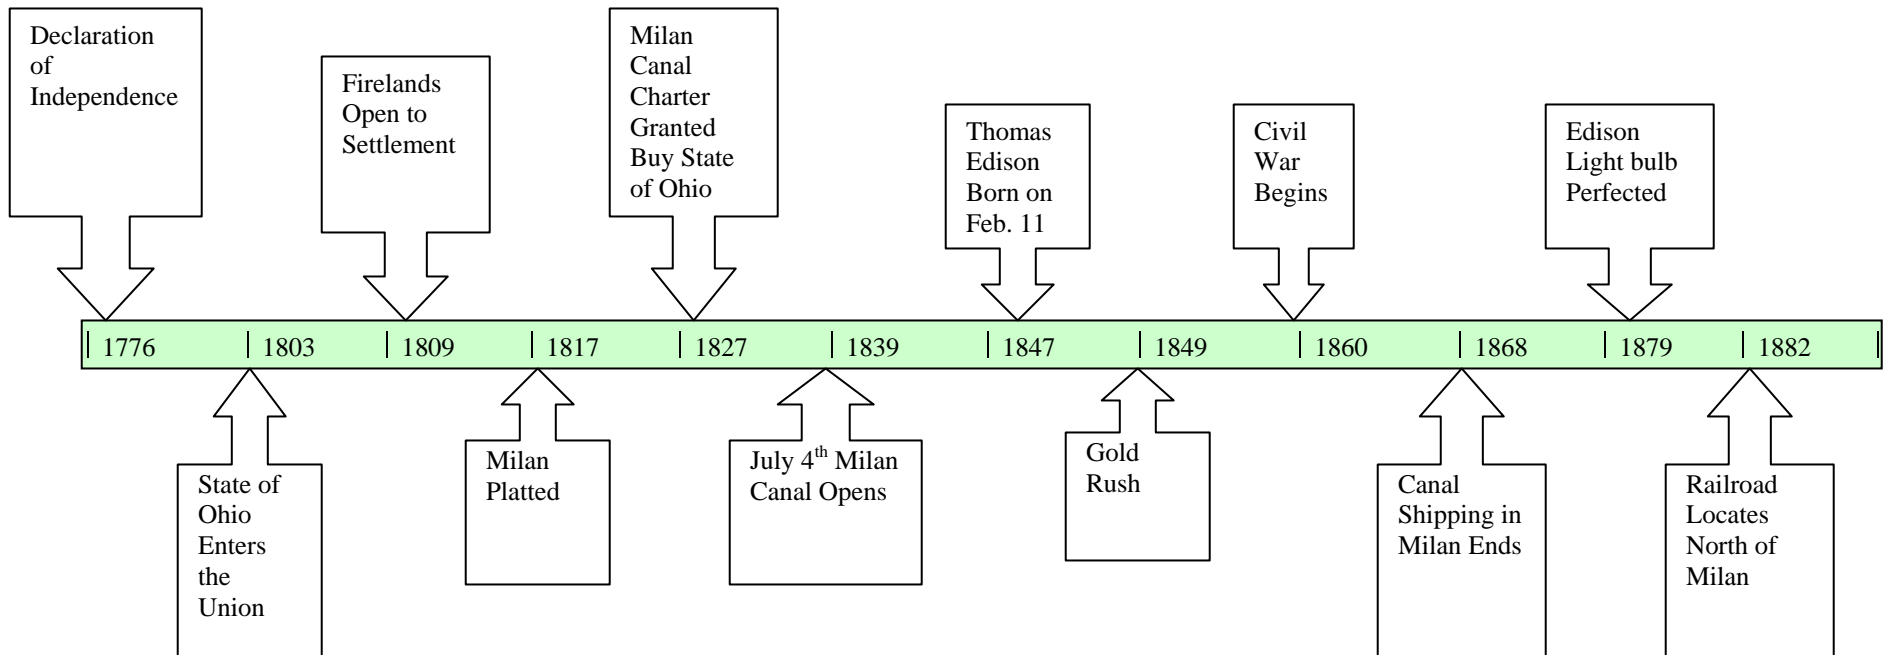 Declaration
of
Independence
Firelands
Open to
Settlement
Milan
Canal
Charter
Granted
Buy State
of Ohio
Thomas
Edison
Born on
Feb. 11
Civil
War
Begins
Edison
Light bulb
Perfected
1776 1803 1809 1817 1827 1839 1847 1849 1860 1868 1879 1882
State of
Ohio
Enters
the
Union
Milan
Platted
July 4th Milan
Canal Opens
Gold
Rush
Canal
Shipping in
Milan Ends
Railroad
Locates
North of
Milan